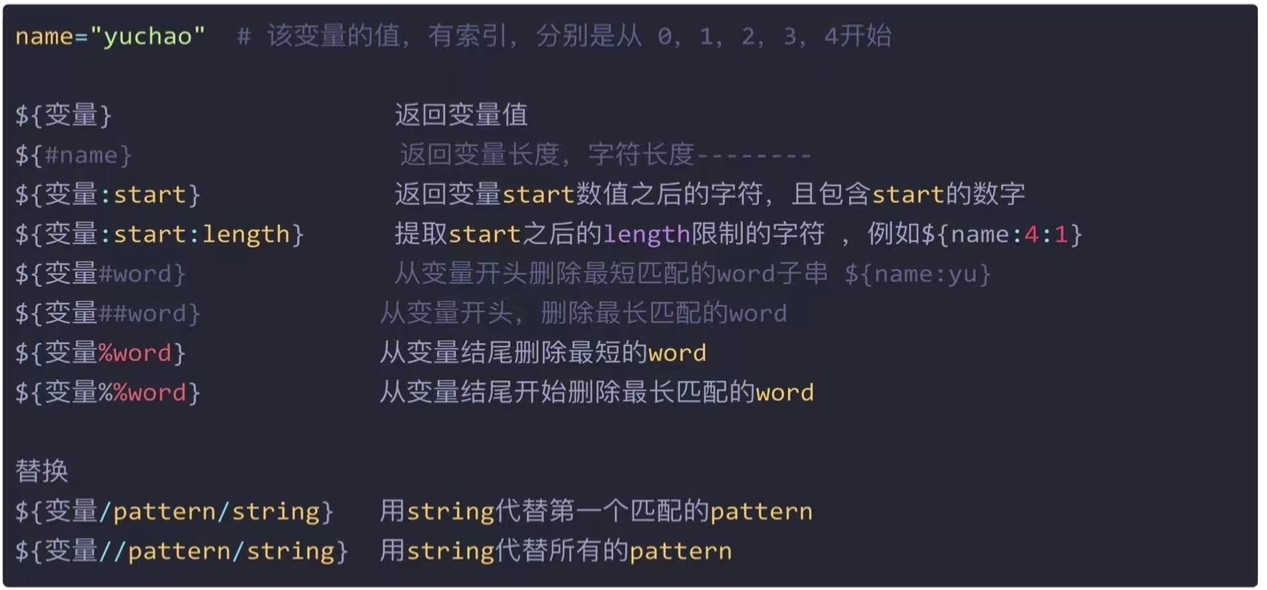 name="yuchao"  # 该变量的值, 有索引, 分别是从 0, 1, 2, 3, 4开始
${变量} 返回变量值
${#name} 返回变量长度, 字符长度--------
${变量:start} 返回变量start数值之后的字符, 且包含start的数字
${变量:start:length} 提取start之后的length限制的字符 , 例如${name:4:1}
${变量#word} 从变量开头删除最短匹配的word子串 ${name:yu}
${变量##word} 从变量开头, 删除最长匹配的word
${变量%word} 从变量结尾删除最短的word
${变量%%word} 从变量结尾开始删除最长匹配的word
替换
${变量/pattern/string} 用string代替第一个匹配的pattern
${变量//pattern/string} 用string代替所有的pattern